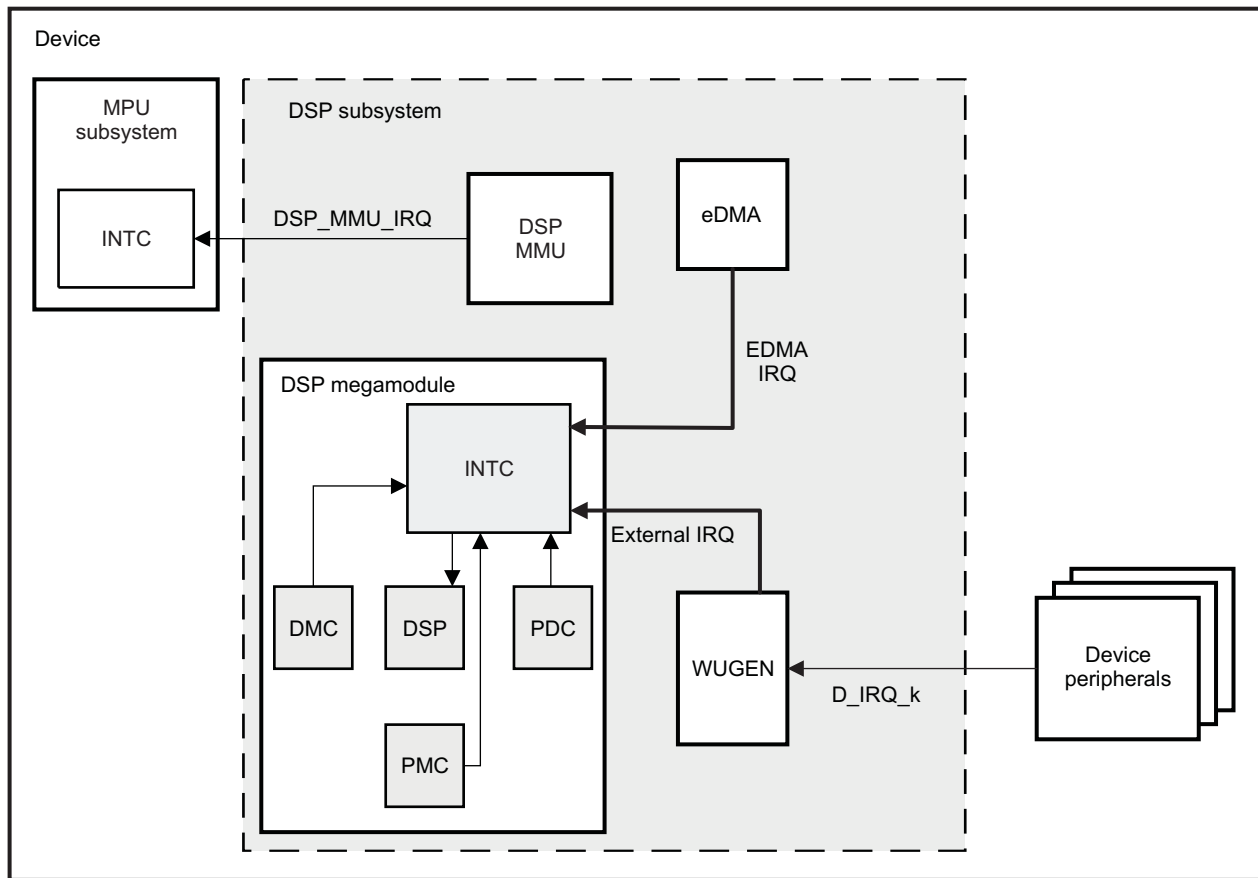 Device
MPU
subsystem
INTC
DSP subsystem
DSP_MMU_IRQ
DSP
MMU
eDMA
EDMA
IRQ
DSP megamodule
INTC
External IRQ
DMC
DSP
PDC
PMC
WUGEN
D_IRQ_k
Device
peripherals